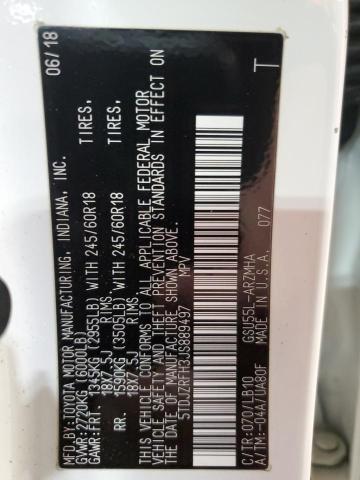 MFD.BY:TOYOTA MOTOR MANUFACTURING, INDIANA, INC. 06/18
GVWR:2720KG (6000LB)
GAWR:FRT. 1345KG (2955LB) WITH 245/60R18 TIRES,
18X7.5J RIMS,
RR. 1590KG (3505LB) WITH 245/60R18 TIRES,
18X7.5J RIMS,
THIS VEHICLE CONFORMS TO ALL APPLICABLE FEDERAL MOTOR
VEHICLE SAFETY AND THEFT PREVENTION STANDARDS IN EFFECT ON
THE DATE OF MANUFACTURE SHOWN ABOVE.
5TDJZRFH3JS889497 MPV
C/TR:070/LB10 GSU55L-ARZMHA T
A/TM:-04A/UA80F MADE IN U.S.A. 077